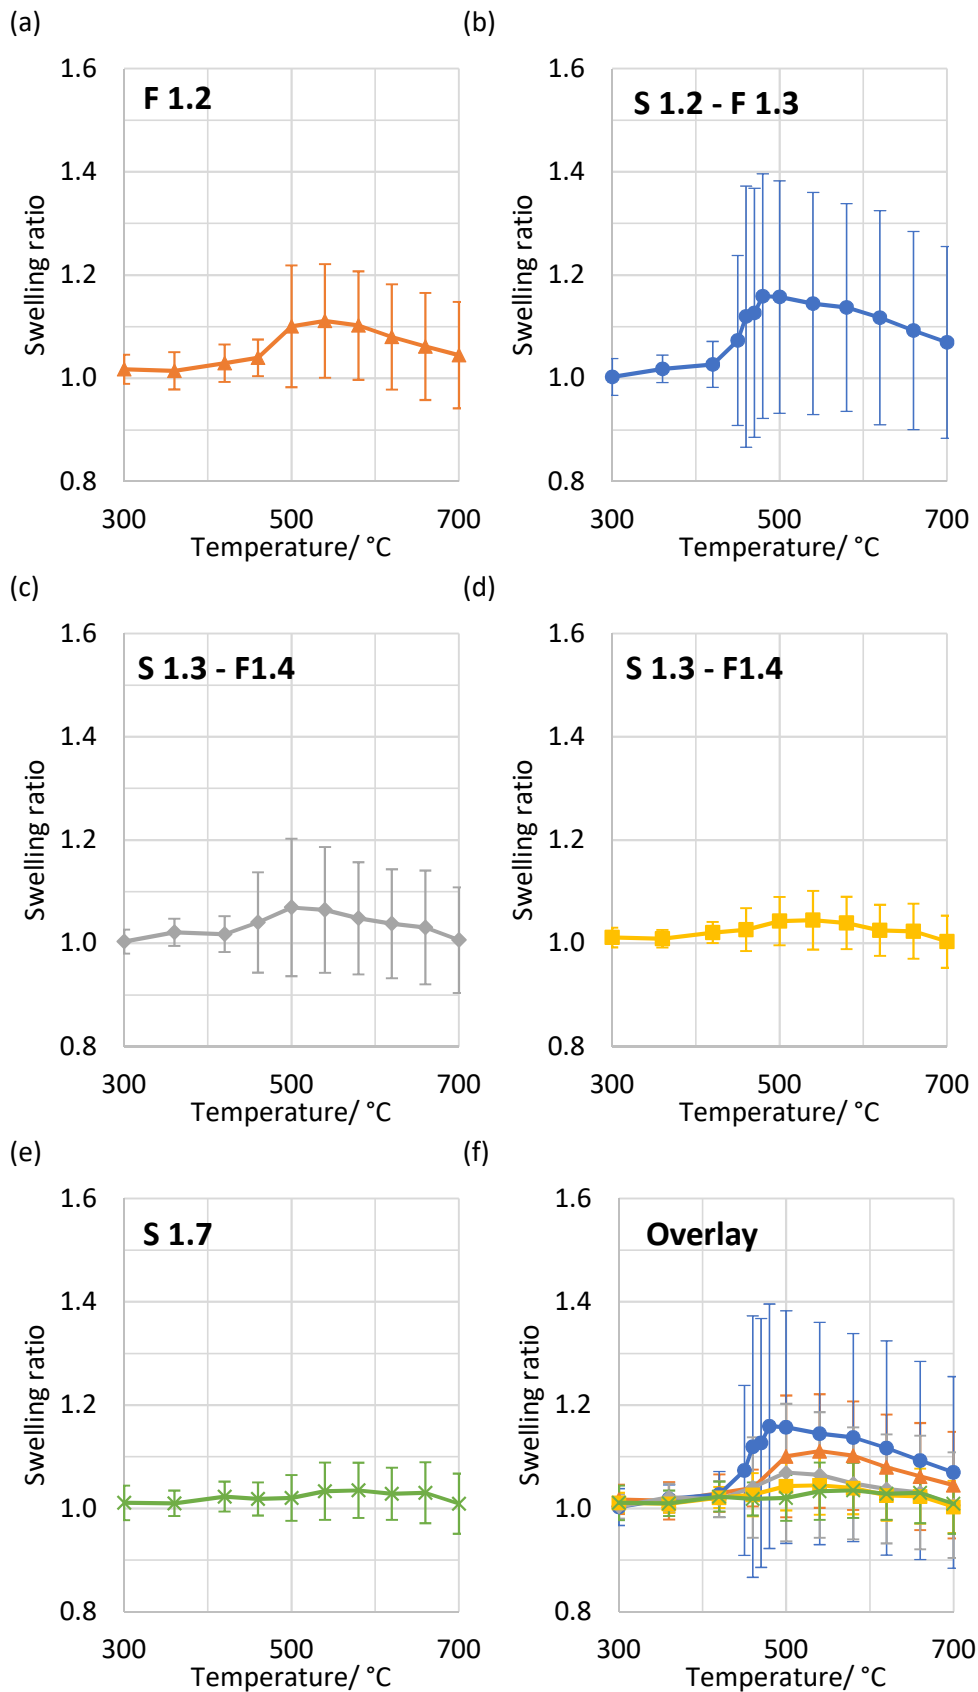 (a)
F 1.2
Swelling ratio
1.6
1.4
1.2
1.0
0.8
300 500 700
Temperature/ °C
(b)
S 1.2 - F 1.3
Swelling ratio
1.6
1.4
1.2
1.0
0.8
300 500 700
Temperature/ °C
(c)
S 1.3 - F1.4
Swelling ratio
1.6
1.4
1.2
1.0
0.8
300 500 700
Temperature/ °C
(d)
S 1.3 - F1.4
Swelling ratio
1.6
1.4
1.2
1.0
0.8
300 500 700
Temperature/ °C
(e)
S 1.7
Swelling ratio
1.6
1.4
1.2
1.0
0.8
300 500 700
Temperature/ °C
(f)
Overlay
Swelling ratio
1.6
1.4
1.2
1.0
0.8
300 500 700
Temperature/ °C